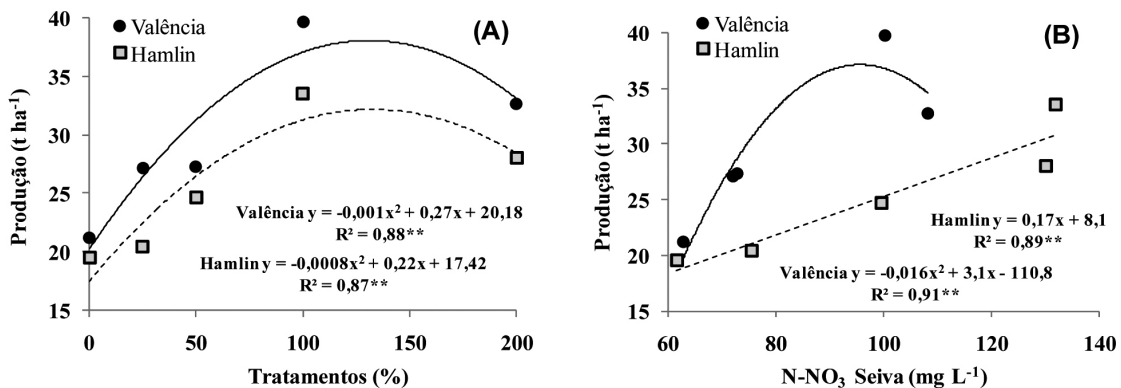 (A)
Valência
Hamlin
Produção (t ha⁻¹)
40
35
30
25
20
15
Valência y = -0,001x² + 0,27x + 20,18
R² = 0,88**
Hamlin y = -0,0008x² + 0,22x + 17,42
R² = 0,87**
0
50
100
150
200
Tratamentos (%)
(B)
Valência
Hamlin
Produção (t ha⁻¹)
40
35
30
25
20
15
Hamlin y = 0,17x + 8,1
R² = 0,89**
Valência y = -0,016x² + 3,1x - 110,8
R² = 0,91**
60
80
100
120
140
N-NO₃ Seiva (mg L⁻¹)